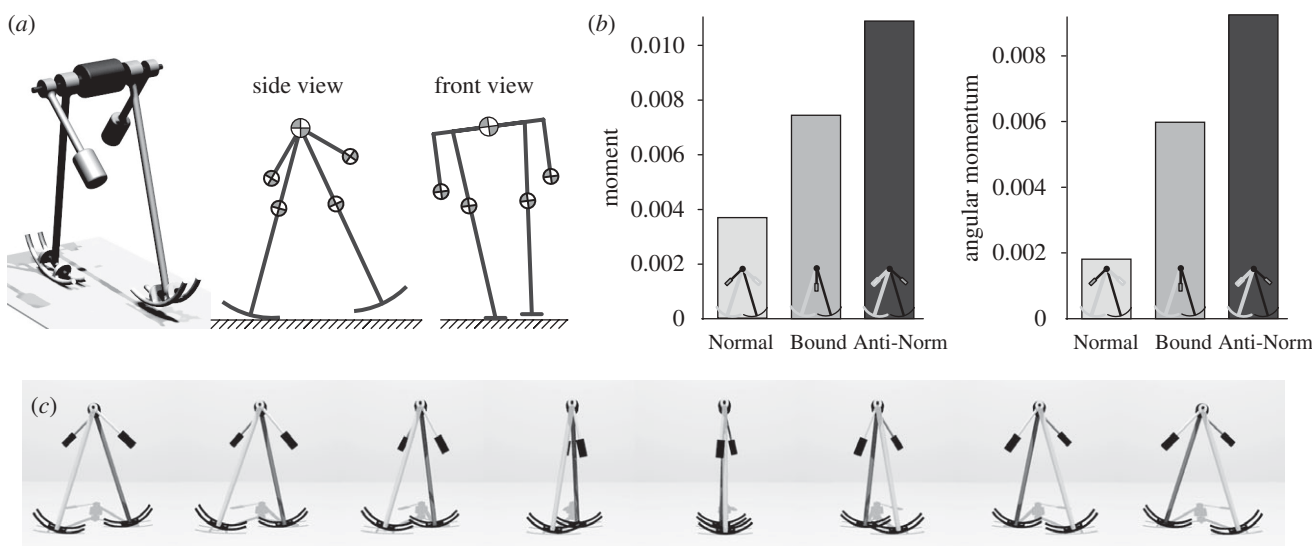 (a)
side view
front view
(b)
moment
0.010
0.008
0.006
0.004
0.002
0
Normal Bound Anti-Norm
angular momentum
0.008
0.006
0.004
0.002
0
Normal Bound Anti-Norm
(c)